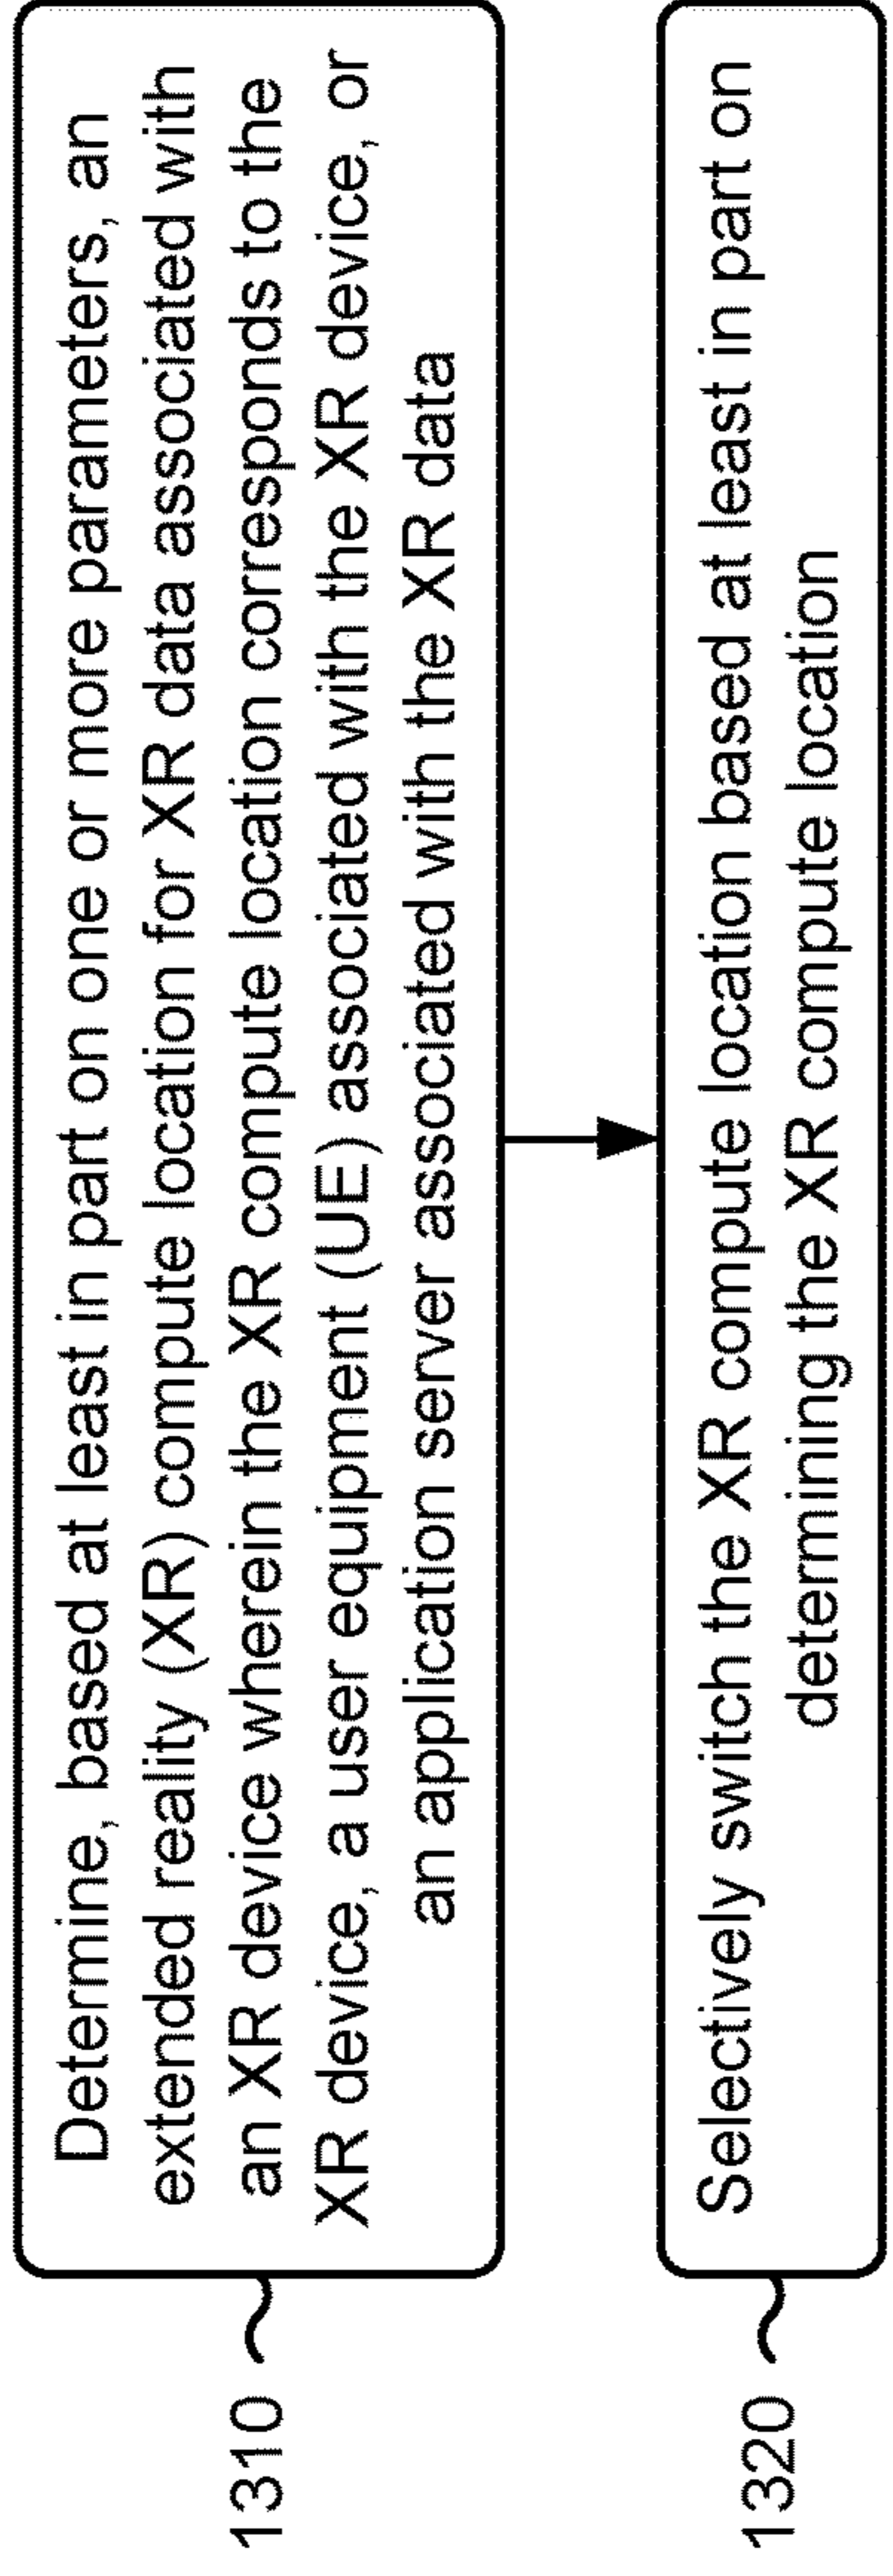 1310
Determine, based at least in part on one or more parameters, an
extended reality (XR) compute location for XR data associated with
an XR device wherein the XR compute location corresponds to the
XR device, a user equipment (UE) associated with the XR device, or
an application server associated with the XR data
1320
Selectively switch the XR compute location based at least in part on
determining the XR compute location